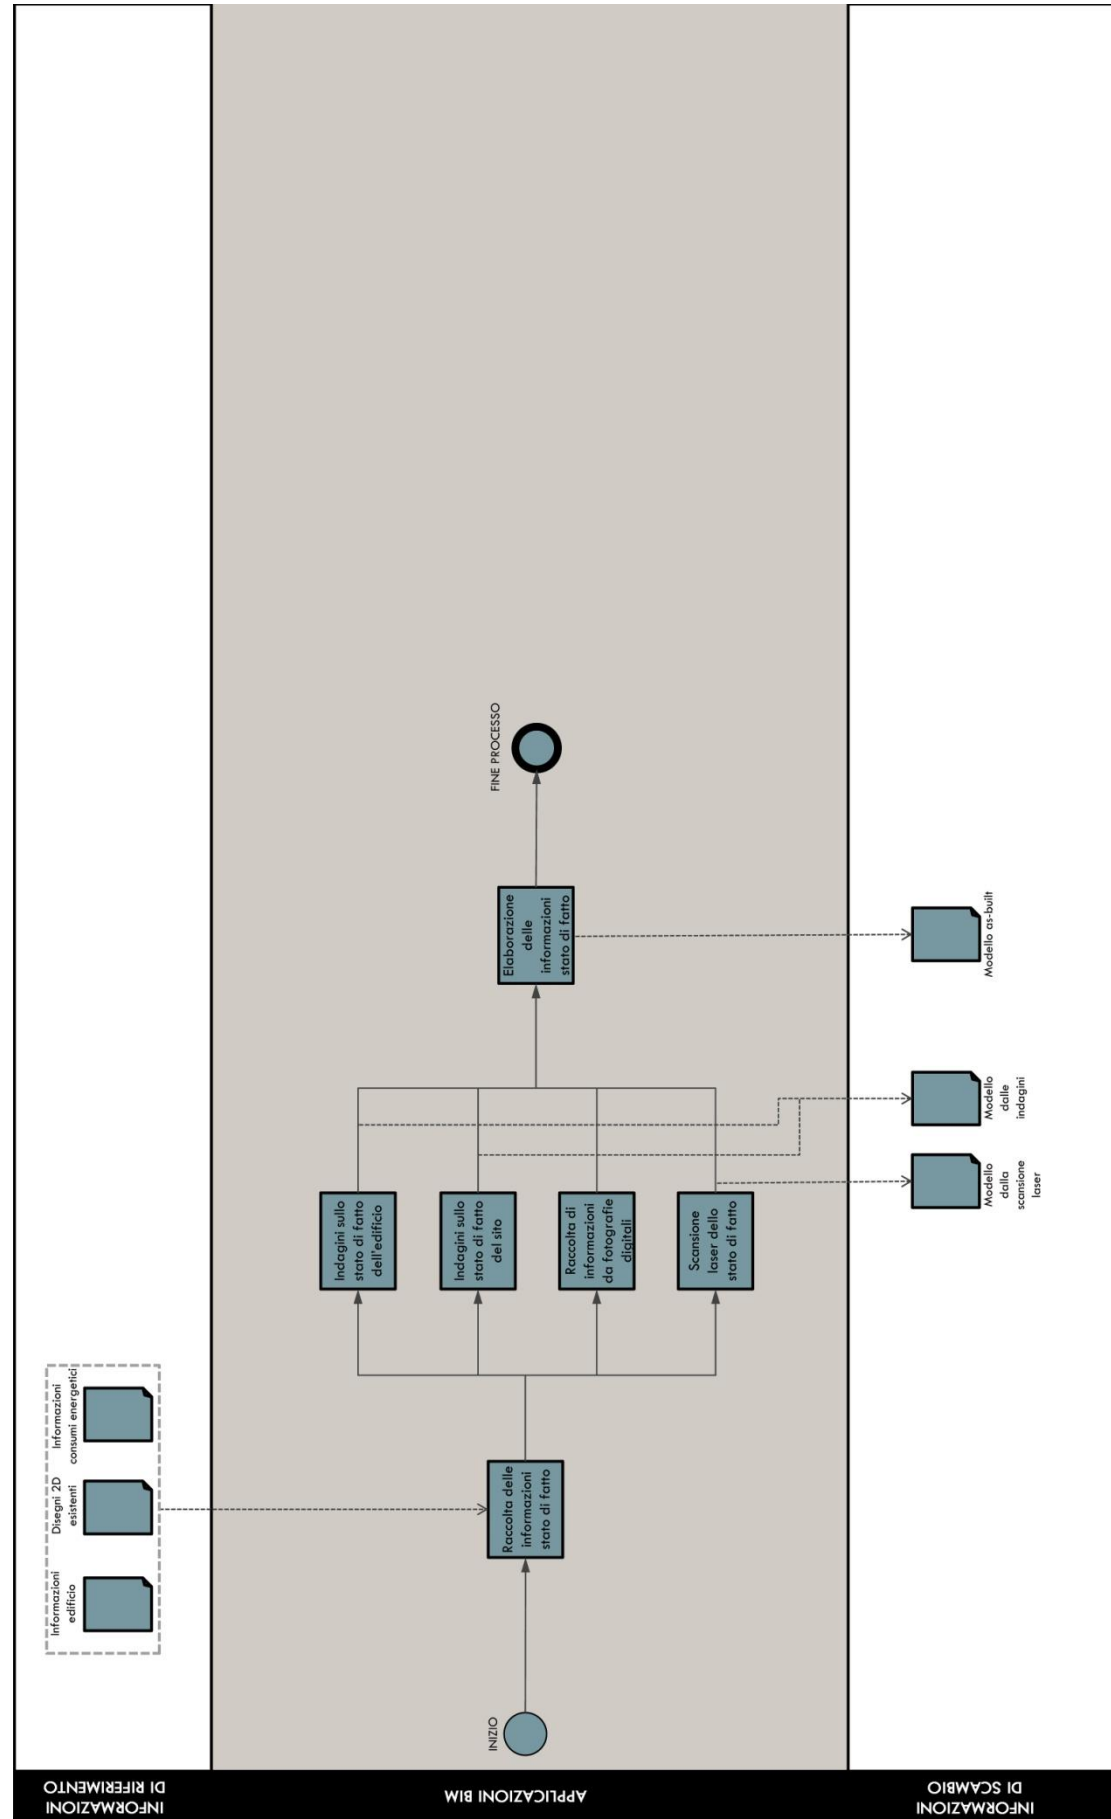 INFORMAZIONI
DI RIFERIMENTO
Informazioni
edificio
Disegni 2D
esistenti
Informazioni
consumi energetici
APPLICAZIONI BIM
INIZIO
Raccolta delle
informazioni
stato di fatto
Indagini sullo
stato di fatto
dell'edificio
Indagini sullo
stato di fatto
del sito
Raccolta di
informazioni
da fotografie
digitali
Scansione
laser dello
stato di fatto
Elaborazione
delle
informazioni
stato di fatto
FINE PROCESSO
INFORMAZIONI
DI SCAMBIO
Modello
dalla
scansione
laser
Modello
dalle
indagini
Modello as-built